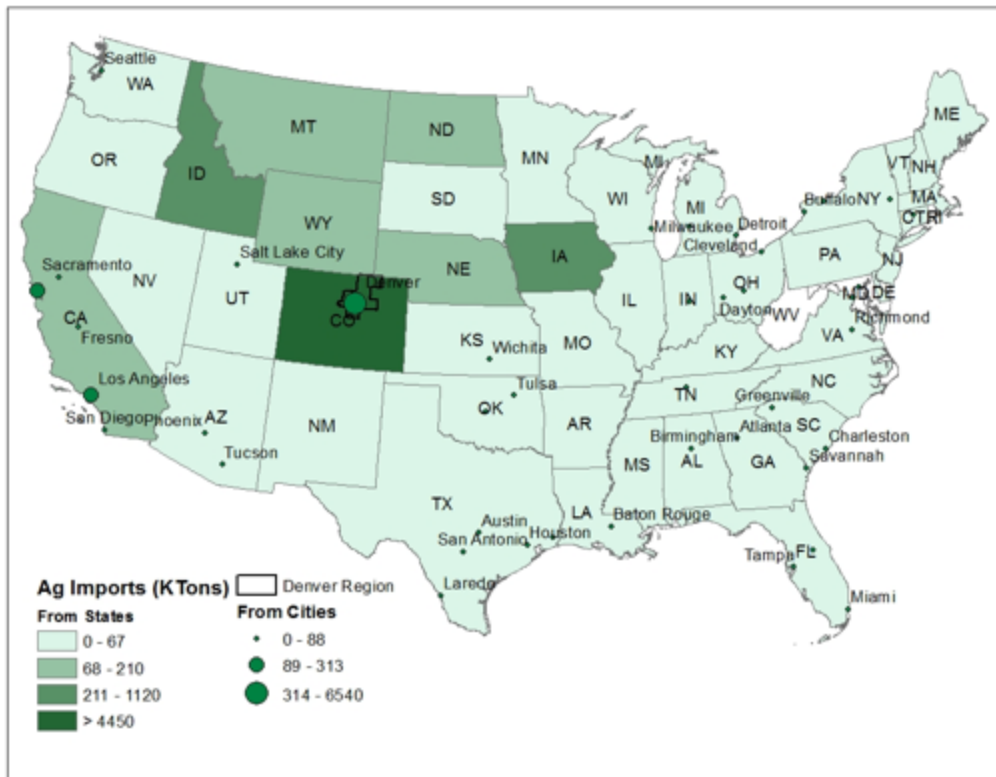 Seattle
WA
ME
MT
ND
MN
MI
VT
NH
OR
ID
SD
WI
MI
Buffalo
NY
MA
CT
RI
WY
Milwaukee
Detroit
Cleveland
Salt Lake City
IA
PA
NJ
Sacramento
NV
UT
Denver
NE
IL
IN
OH
Dayton
WV
MD
DE
CO
Richmond
CA
Fresno
KS
Wichita
MO
KY
VA
Los Angeles
Tulsa
TN
NC
Greenville
San Diego
Phoenix
AZ
NM
OK
AR
Birmingham
Atlanta
SC
Charleston
Tucson
MS
AL
GA
Savannah
TX
LA
Baton Rouge
Austin
San Antonio
Houston
Tampa
FL
Laredo
Miami
Ag Imports (KTons)
From States
0 - 67
68 - 210
211 - 1120
> 4450
Denver Region
From Cities
0 - 88
89 - 313
314 - 6540